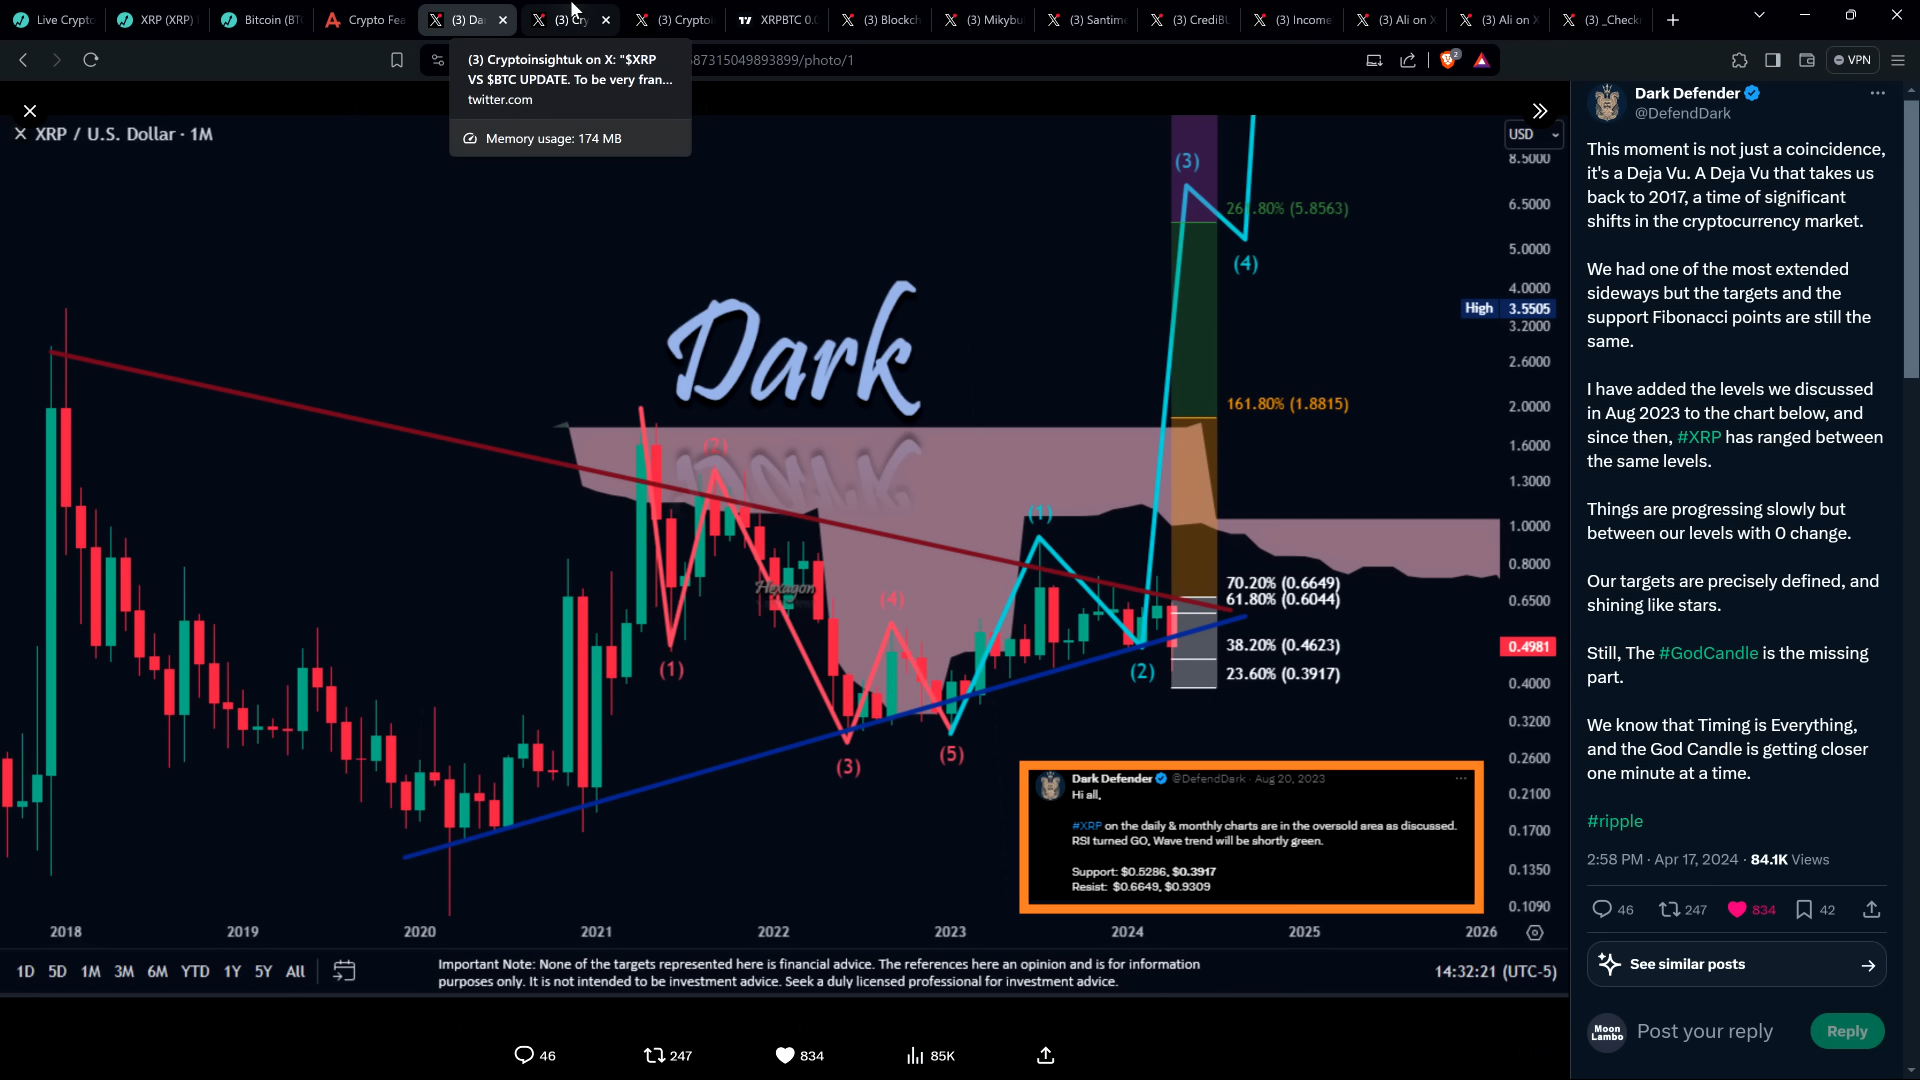 Live Crypto
XRP (XRP)
Bitcoin (BT
Crypto Fea
(3) Da
(3) Cry
(3) Cryptoi
XRPBTC 0.0
(3) Blockch
(3) Mikybu
(3) Santime
(3) CrediBU
(3) Income
(3) Ali on X
(3) Ali on X
(3) _Checkm
87315049893899/photo/1
2
VPN
(3) Cryptoinsightuk on X: "$XRP
VS $BTC UPDATE. To be very fran...
twitter.com
Memory usage: 174 MB
XRP / U.S. Dollar · 1M
USD
8.5000
6.5000
5.0000
4.0000
High 3.5505
3.2000
2.6000
2.0000
1.6000
1.3000
1.0000
0.8000
0.6500
0.4981
0.4000
0.3200
0.2600
0.2100
0.1700
0.1350
0.1090
(3)
261.80% (5.8563)
(4)
161.80% (1.8815)
Dark
(2)
(1)
70.20% (0.6649)
61.80% (0.6044)
Hexagon
(4)
38.20% (0.4623)
23.60% (0.3917)
(1)
(2)
(3)
(5)
Dark Defender @DefendDark · Aug 20, 2023
Hi all,
#XRP on the daily & monthly charts are in the oversold area as discussed.
RSI turned GO, Wave trend will be shortly green.
Support: $0.5286, $0.3917
Resist: $0.6649, $0.9309
2018 2019 2020 2021 2022 2023 2024 2025 2026
1D 5D 1M 3M 6M YTD 1Y 5Y All
Important Note: None of the targets represented here is financial advice. The references here an opinion and is for information
purposes only. It is not intended to be investment advice. Seek a duly licensed professional for investment advice.
14:32:21 (UTC-5)
46 247 834 85K
Dark Defender
@DefendDark
This moment is not just a coincidence,
it's a Deja Vu. A Deja Vu that takes us
back to 2017, a time of significant
shifts in the cryptocurrency market.
We had one of the most extended
sideways but the targets and the
support Fibonacci points are still the
same.
I have added the levels we discussed
in Aug 2023 to the chart below, and
since then, #XRP has ranged between
the same levels.
Things are progressing slowly but
between our levels with 0 change.
Our targets are precisely defined, and
shining like stars.
Still, The #GodCandle is the missing
part.
We know that Timing is Everything,
and the God Candle is getting closer
one minute at a time.
#ripple
2:58 PM · Apr 17, 2024 · 84.1K Views
46 247 834 42
See similar posts
Moon
Lambo
Post your reply
Reply